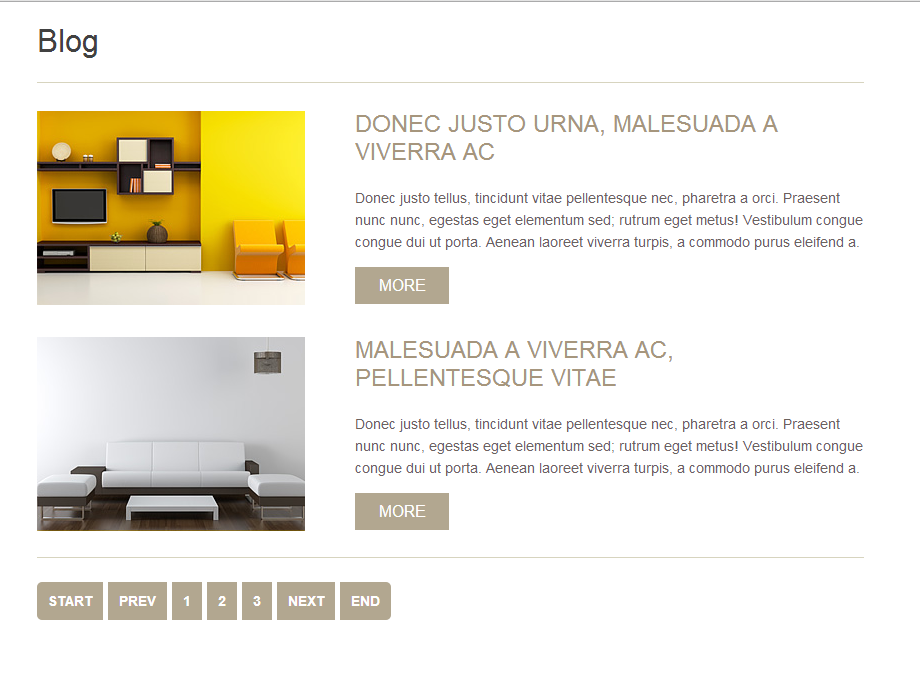 Blog
DONEC JUSTO URNA, MALESUADA A
VIVERRA AC
Donec justo tellus, tincidunt vitae pellentesque nec, pharetra a orci. Praesent
nunc nunc, egestas eget elementum sed; rutrum eget metus! Vestibulum congue
congue dui ut porta. Aenean laoreet viverra turpis, a commodo purus eleifend a.
MORE
MALESUADA A VIVERRA AC,
PELLENTESQUE VITAE
Donec justo tellus, tincidunt vitae pellentesque nec, pharetra a orci. Praesent
nunc nunc, egestas eget elementum sed; rutrum eget metus! Vestibulum congue
congue dui ut porta. Aenean laoreet viverra turpis, a commodo purus eleifend a.
MORE
START PREV 1 2 3 NEXT END